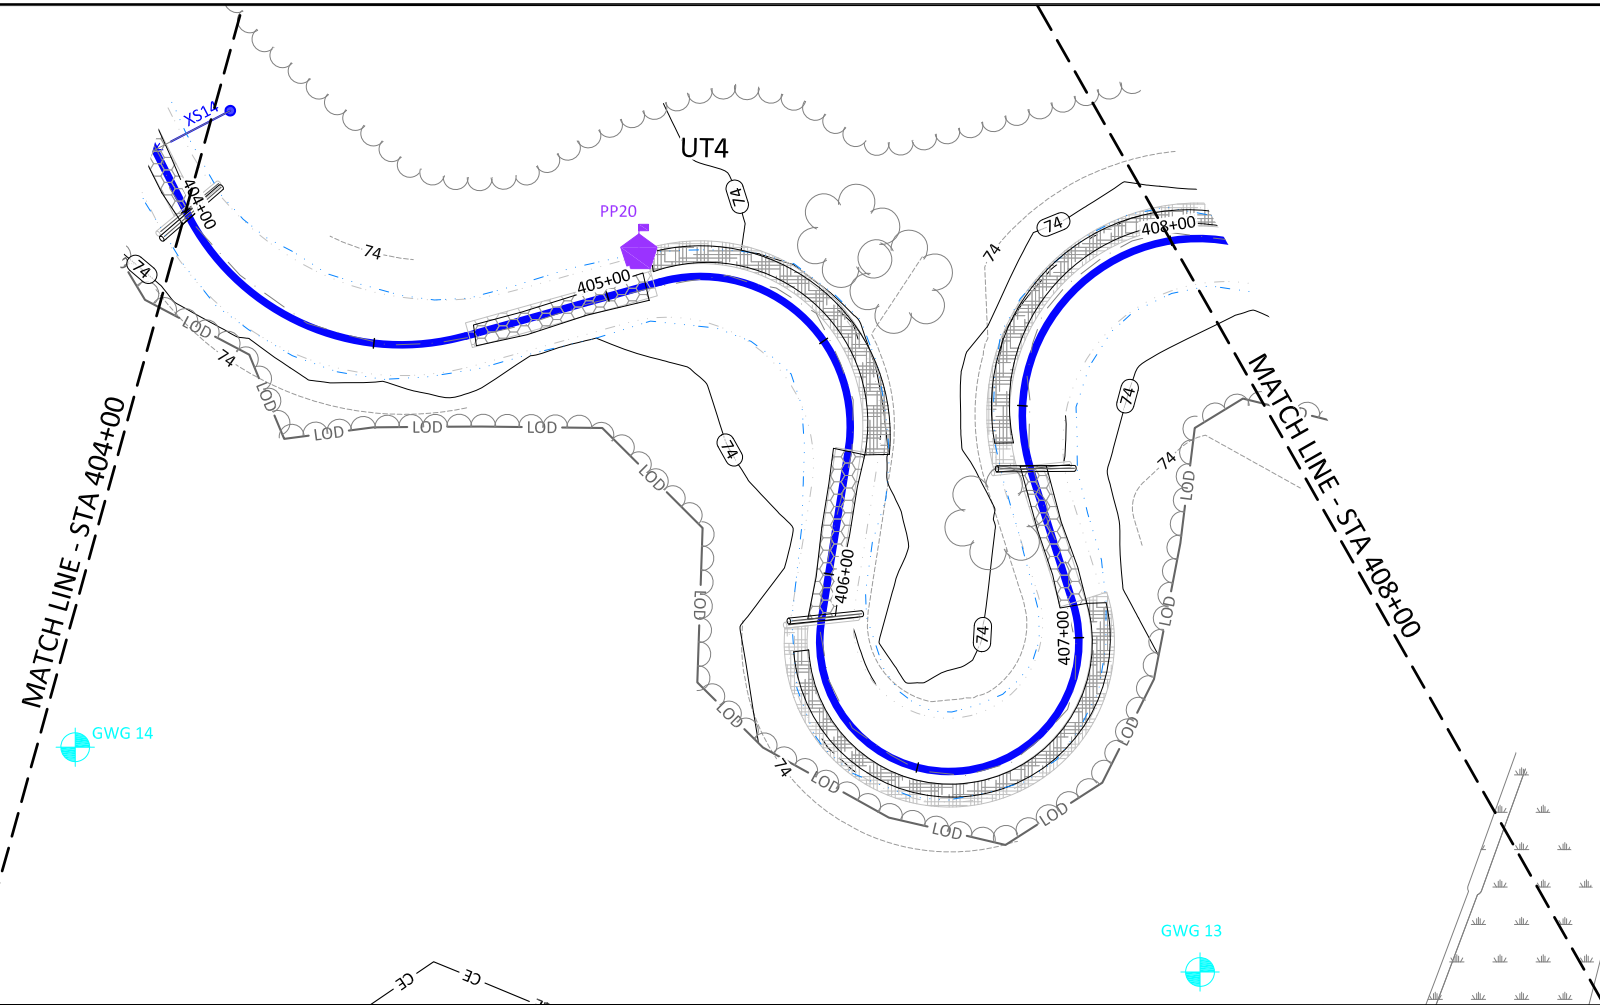 XS14
UT4
74
404+00
PP20
74
74
74
408+00
74
74
405+00
LOD
74
MATCH LINE - STA 408+00
LOD
74
MATCH LINE - STA 404+00
LOD
LOD
LOD
74
74
LOD
LOD
406+00
LOD
LOD
74
407+00
LOD
LOD
GWG 14
74
LOD
LOD
LOD
GWG 13
CE
CE